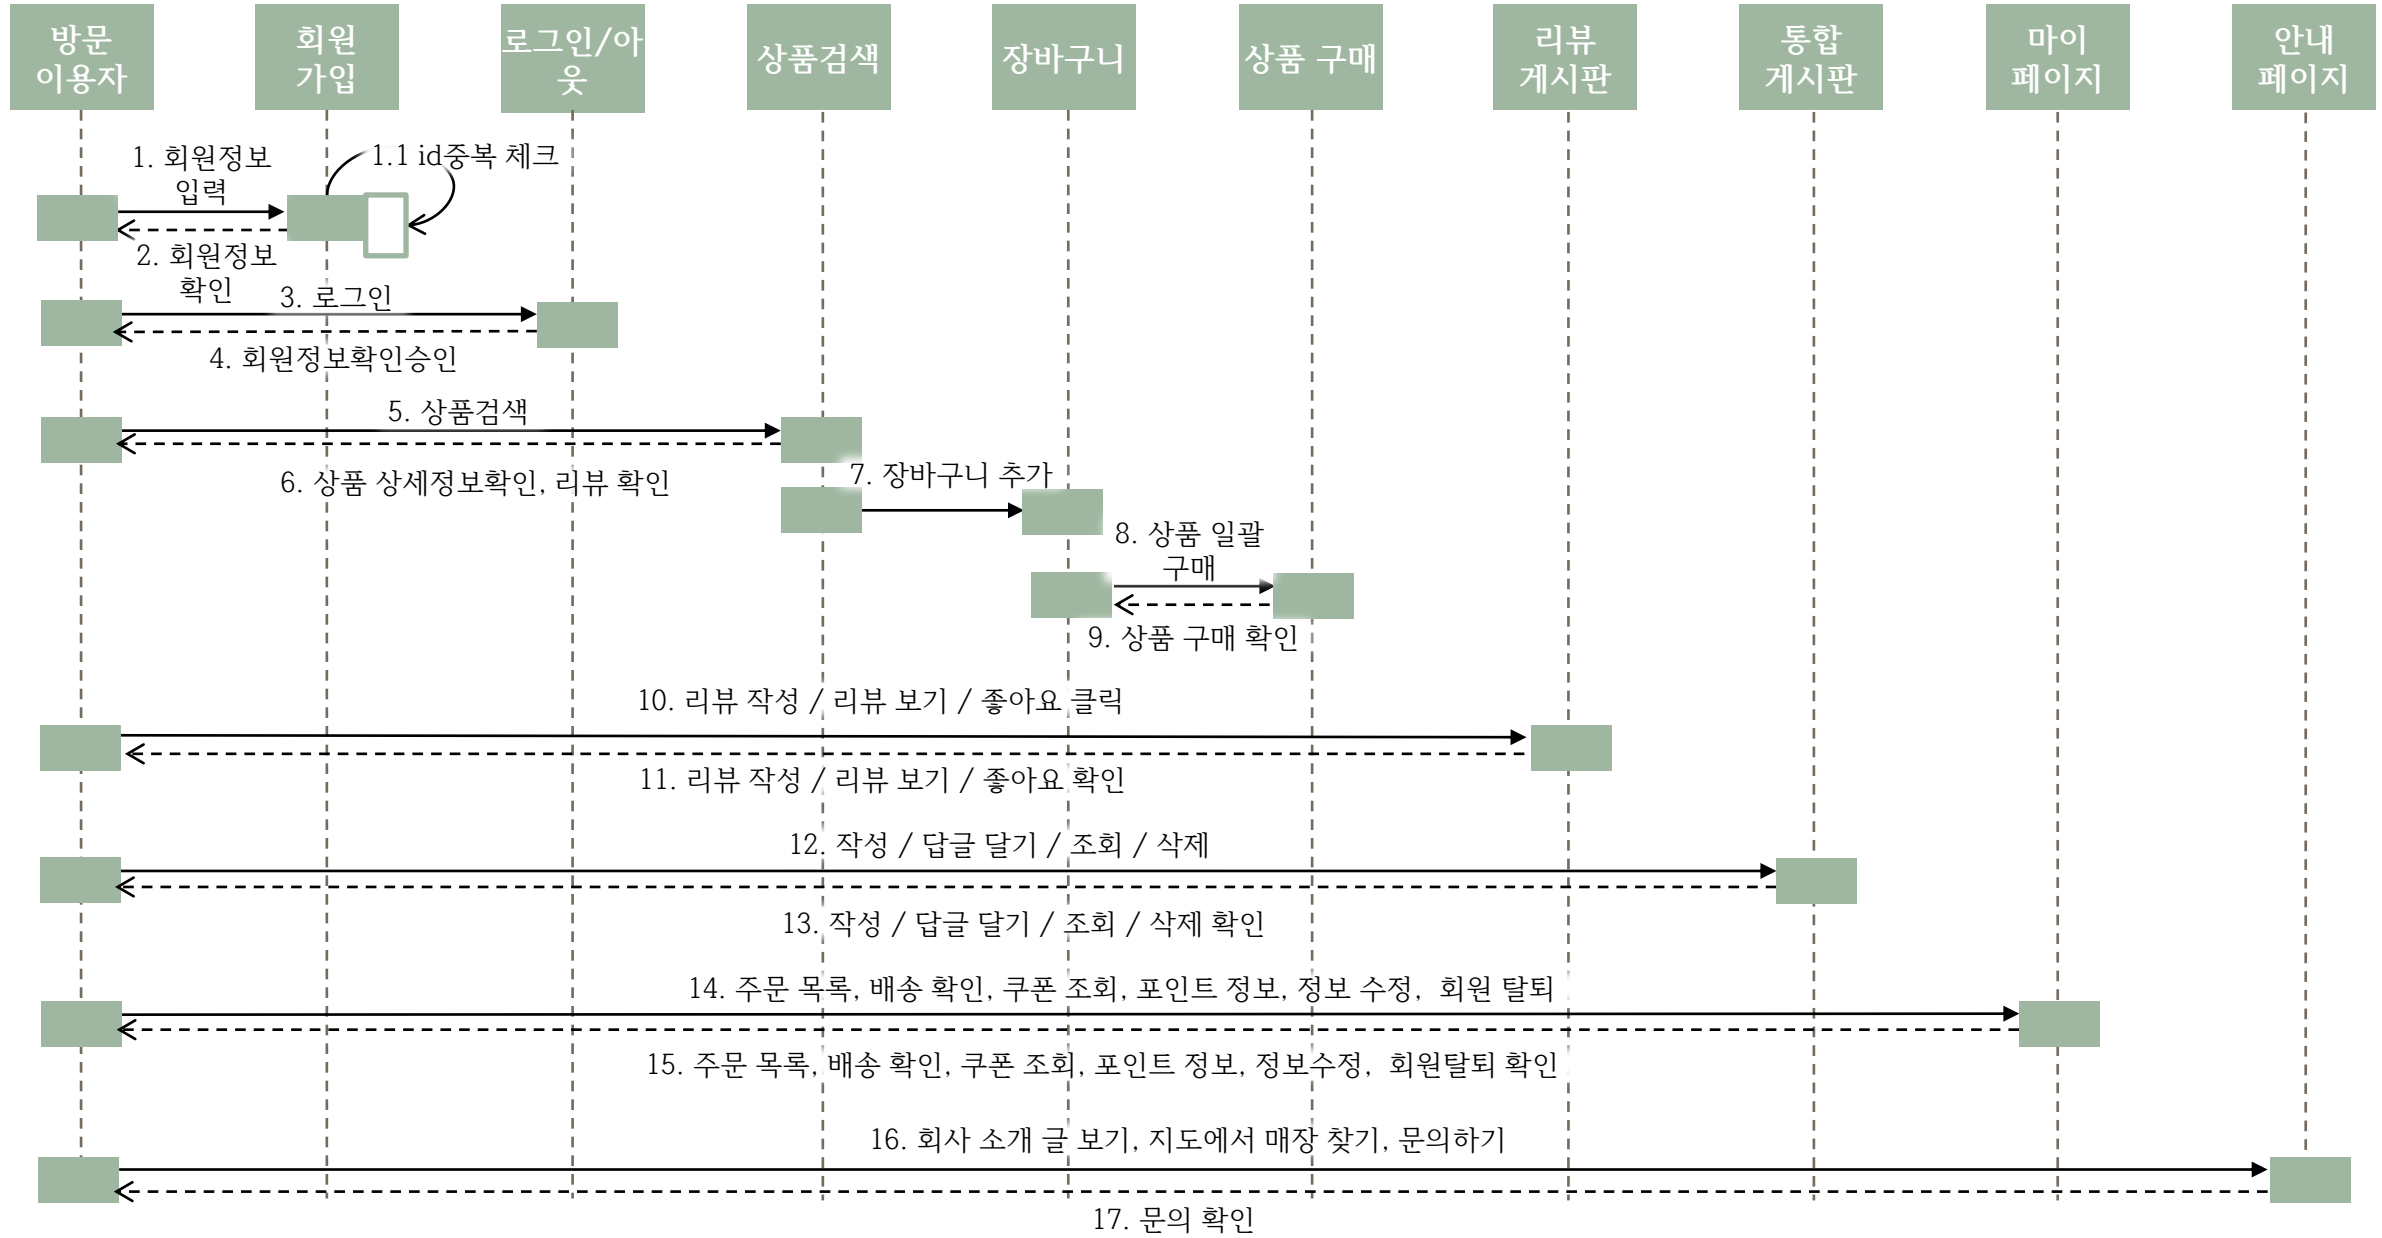 방문
이용자
회원
가입
로그인/아
웃
상품검색
장바구니
상품 구매
리뷰
게시판
통합
게시판
마이
페이지
안내
페이지
1. 회원정보
입력
1.1 id중복 체크
2. 회원정보
확인
3. 로그인
4. 회원정보확인승인
5. 상품검색
6. 상품 상세정보확인, 리뷰 확인
7. 장바구니 추가
8. 상품 일괄
구매
9. 상품 구매 확인
10. 리뷰 작성 / 리뷰 보기 / 좋아요 클릭
11. 리뷰 작성 / 리뷰 보기 / 좋아요 확인
12. 작성 / 답글 달기 / 조회 / 삭제
13. 작성 / 답글 달기 / 조회 / 삭제 확인
14. 주문 목록, 배송 확인, 쿠폰 조회, 포인트 정보, 정보 수정, 회원 탈퇴
15. 주문 목록, 배송 확인, 쿠폰 조회, 포인트 정보, 정보수정, 회원탈퇴 확인
16. 회사 소개 글 보기, 지도에서 매장 찾기, 문의하기
17. 문의 확인